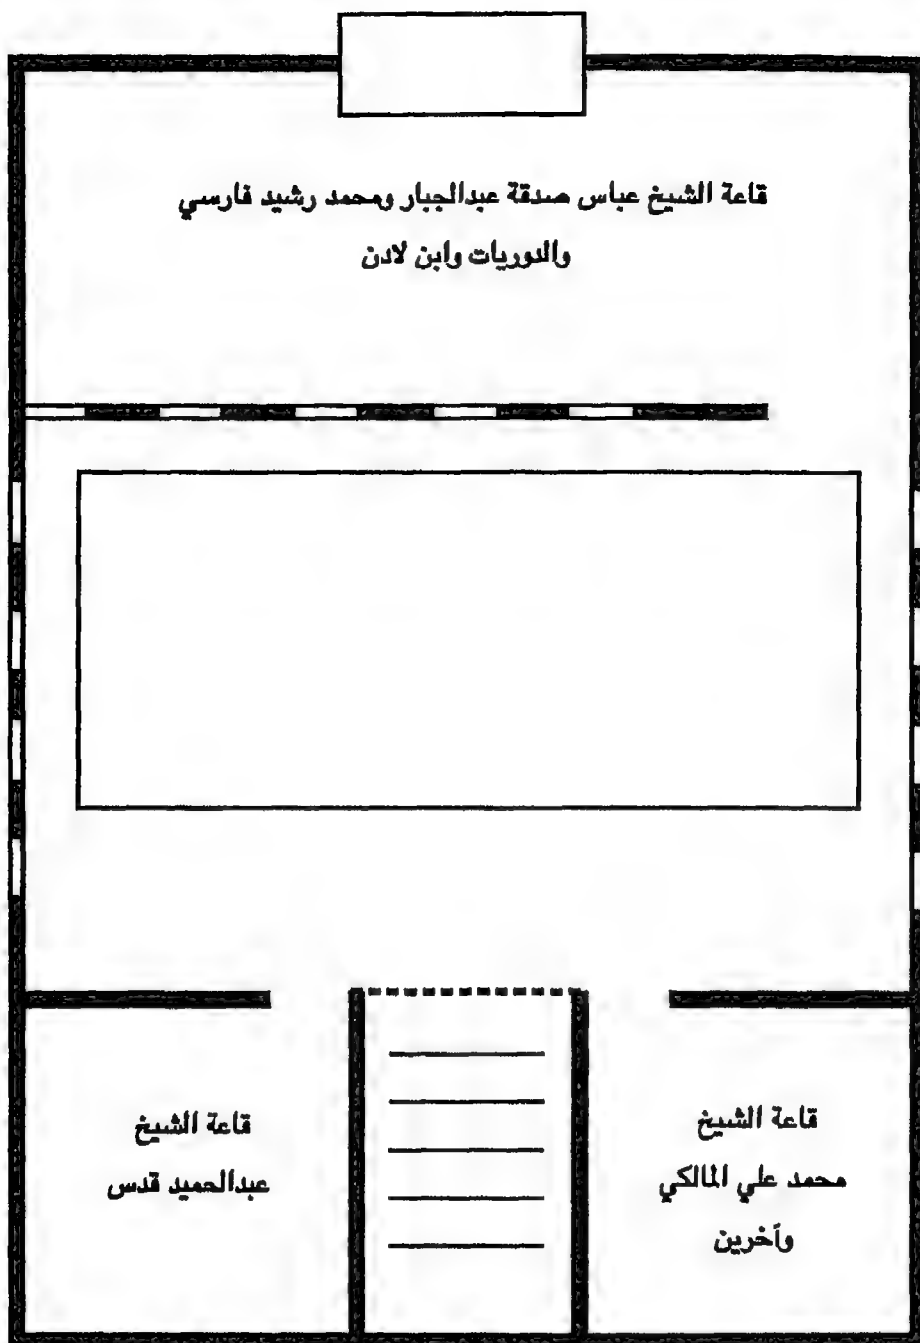 قاعة الشيخ عباس صدقة عبدالجبار ومحمد رشيد فارسي
والدوريات وابن لادن
قاعة الشيخ
محمد علي المالكي
وآخرين
قاعة الشيخ
عبدالحميد قدس